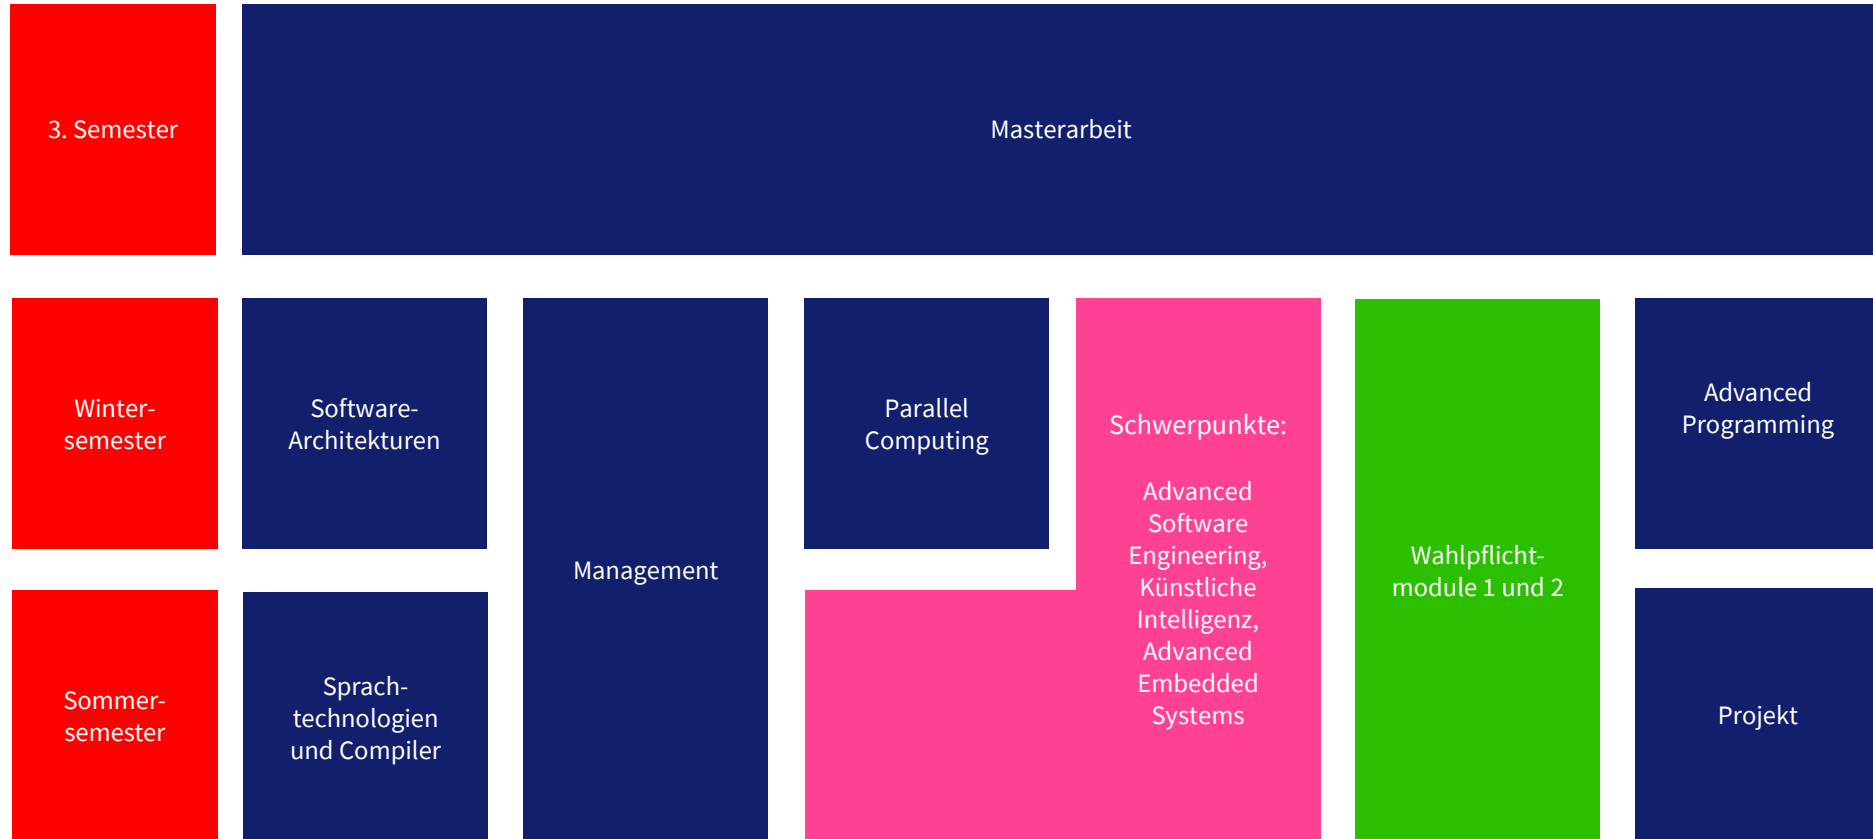 3. Semester
Masterarbeit
Winter-
semester
Software-
Architekturen
Management
Parallel
Computing
Schwerpunkte:
Advanced
Software
Engineering,
Künstliche
Intelligenz,
Advanced
Embedded
Systems
Wahlpflicht-
module 1 und 2
Advanced
Programming
Sommer-
semester
Sprach-
technologien
und Compiler
Projekt